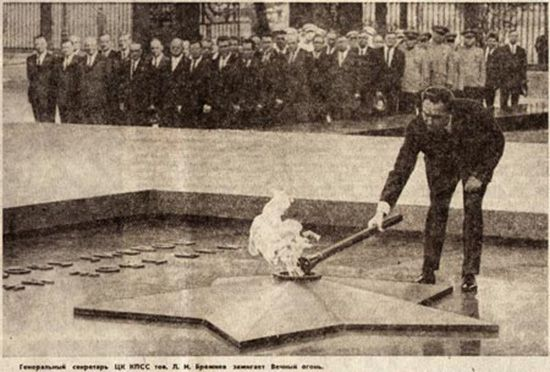 Генеральный секретарь ЦК КПСС тов. Л. И. Брежнев зажигает Вечный огонь.